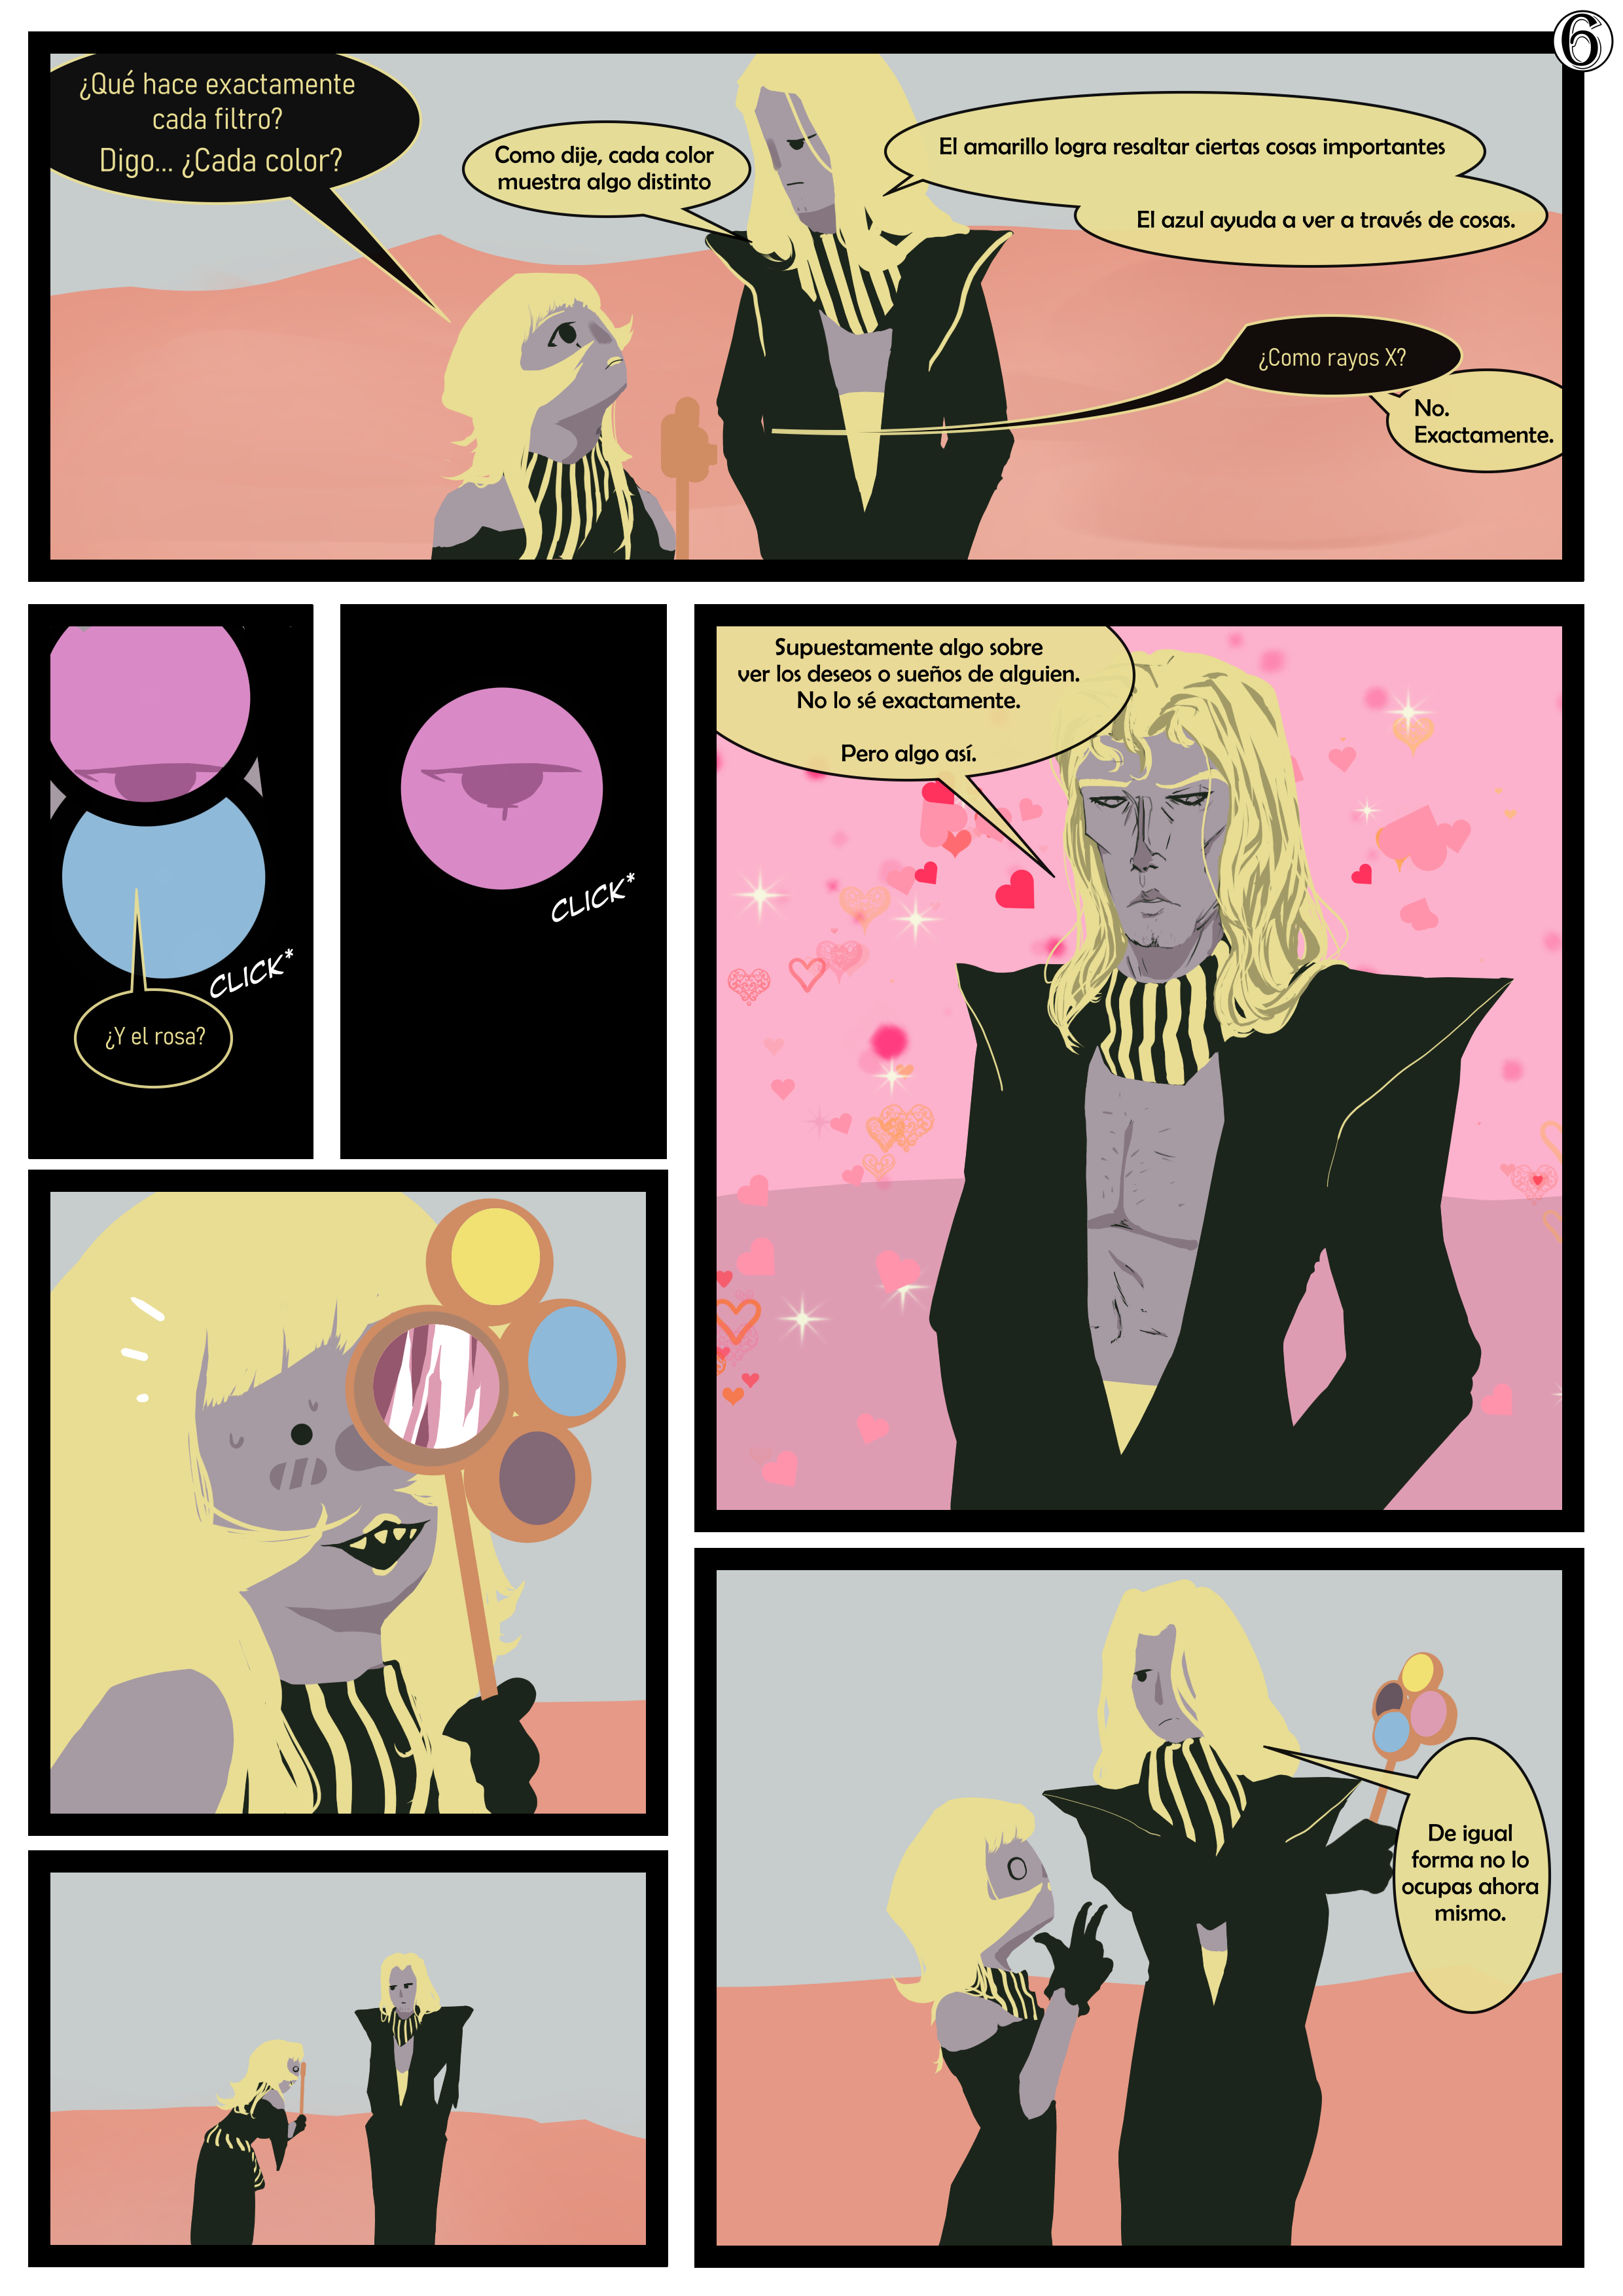 6
¿Qué hace exactamente
cada filtro?
Digo... ¿Cada color?
Como dije, cada color
muestra algo distinto
El amarillo logra resaltar ciertas cosas importantes
El azul ayuda a ver a través de cosas.
¿Como rayos X?
No.
Exactamente.
CLICK*
¿Y el rosa?
CLICK*
Supuestamente algo sobre
ver los deseos o sueños de alguien.
No lo sé exactamente.
Pero algo así.
De igual
forma no lo
ocupas ahora
mismo.